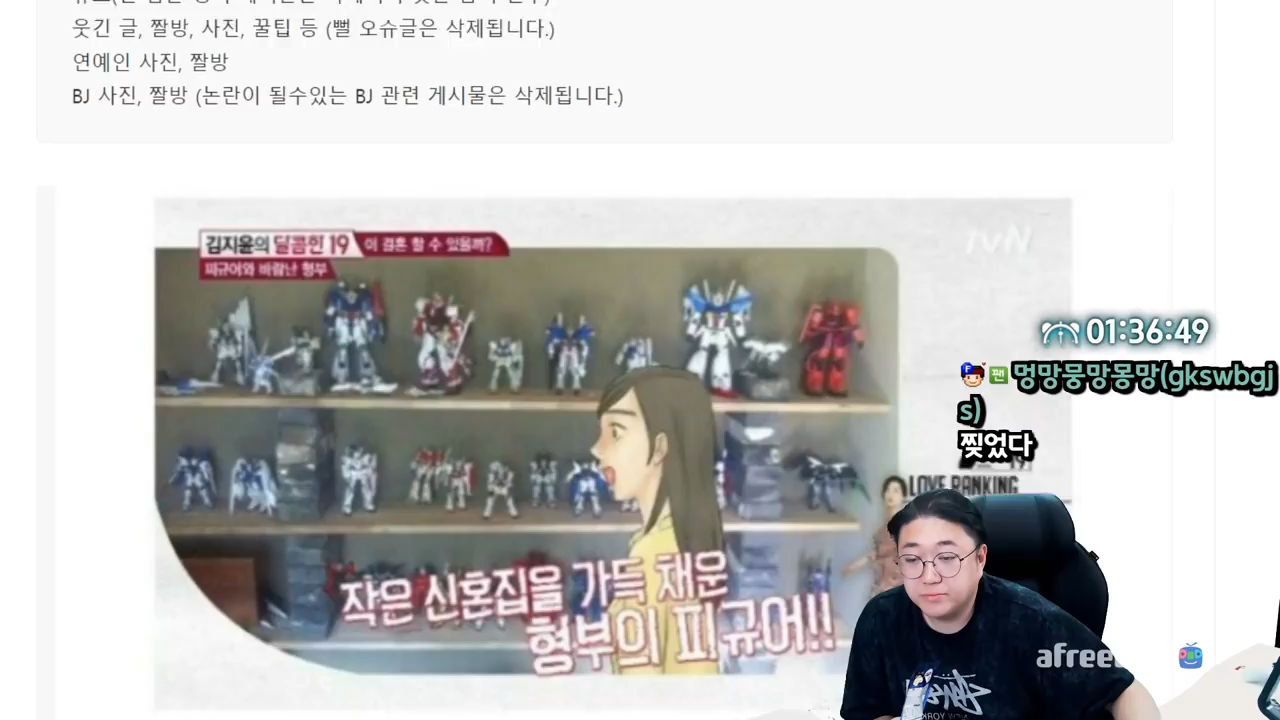 웃긴 글, 짤방, 사진, 꿀팁 등 (뻘 오슈글은 삭제됩니다.)
연예인 사진, 짤방
BJ 사진, 짤방 (논란이 될수있는 BJ 관련 게시물은 삭제됩니다.)
김지윤의 달콤한 19 이 결혼 할 수 있을까?
피규어와 바람난 형부
tvN
01:36:49
F 팬 멍망뭉망몽망(gkswbgj
s)
찢었다
19
LOVE RANKING
작은 신혼집을 가득 채운
형부의 피규어!!
afree